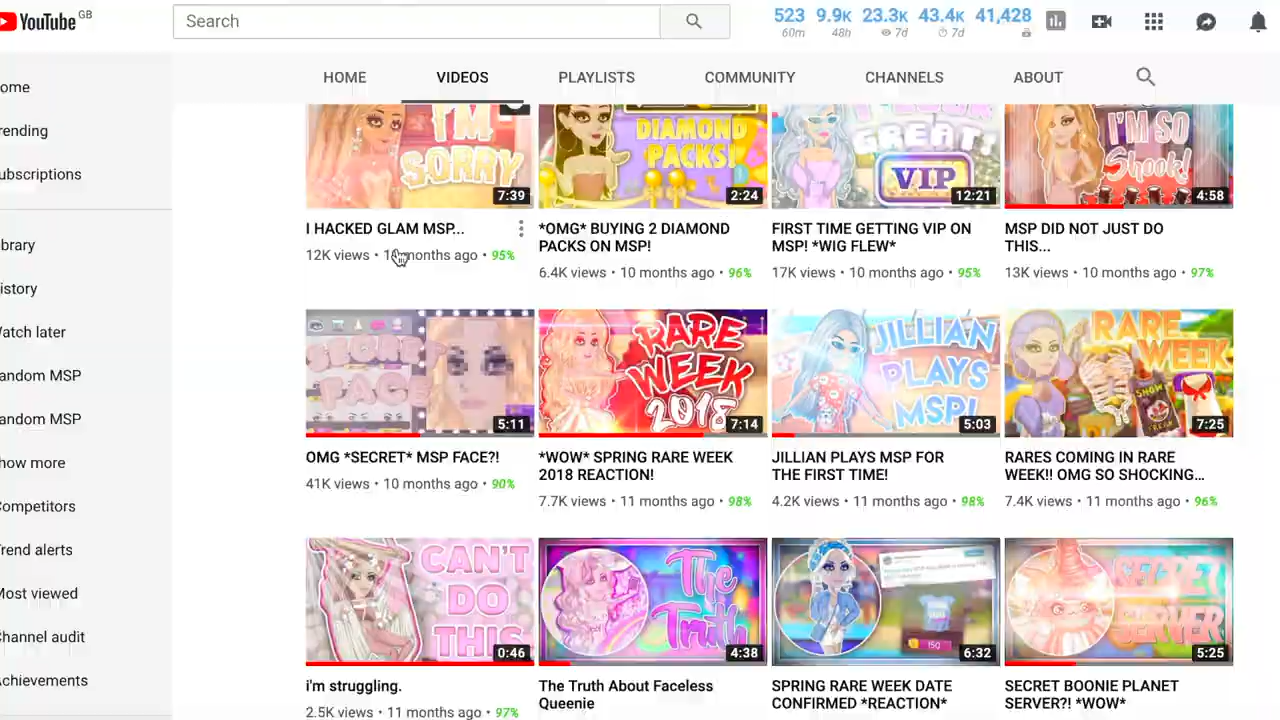 YouTube GB
Search
523 9.9K 23.3K 43.4K 41,428
60m 48h 7d 7d
ome
HOME VIDEOS PLAYLISTS COMMUNITY CHANNELS ABOUT
rending
ubscriptions
brary
istory
atch later
andom MSP
andom MSP
how more
ompetitors
rend alerts
ost viewed
hannel audit
chievements
I'M
SORRY
7:39
DIAMOND
PACKS!
2:24
GREAT!
VIP
12:21
I'M SO
Shook!
4:58
I HACKED GLAM MSP...
12K views • months ago • 95%
*OMG* BUYING 2 DIAMOND
PACKS ON MSP!
6.4K views • 10 months ago • 96%
FIRST TIME GETTING VIP ON
MSP! *WIG FLEW*
17K views • 10 months ago • 95%
MSP DID NOT JUST DO
THIS...
13K views • 10 months ago • 97%
SECRET
FACE
5:11
RARE
WEEK
2018
7:14
JILLIAN
PLAYS
MSP!
5:03
RARE
WEEK
SHOW
FREAK
7:25
OMG *SECRET* MSP FACE?!
41K views • 10 months ago • 90%
*WOW* SPRING RARE WEEK
2018 REACTION!
7.7K views • 11 months ago • 98%
JILLIAN PLAYS MSP FOR
THE FIRST TIME!
4.2K views • 11 months ago • 98%
RARES COMING IN RARE
WEEK!! OMG SO SHOCKING...
7.4K views • 11 months ago • 96%
CAN'T
DO
THIS
0:46
The
Truth
4:38
150
6:32
SECRET
SERVER
5:25
i'm struggling.
2.5K views • 11 months ago • 97%
The Truth About Faceless
Queenie
SPRING RARE WEEK DATE
CONFIRMED *REACTION*
SECRET BOONIE PLANET
SERVER?! *WOW*